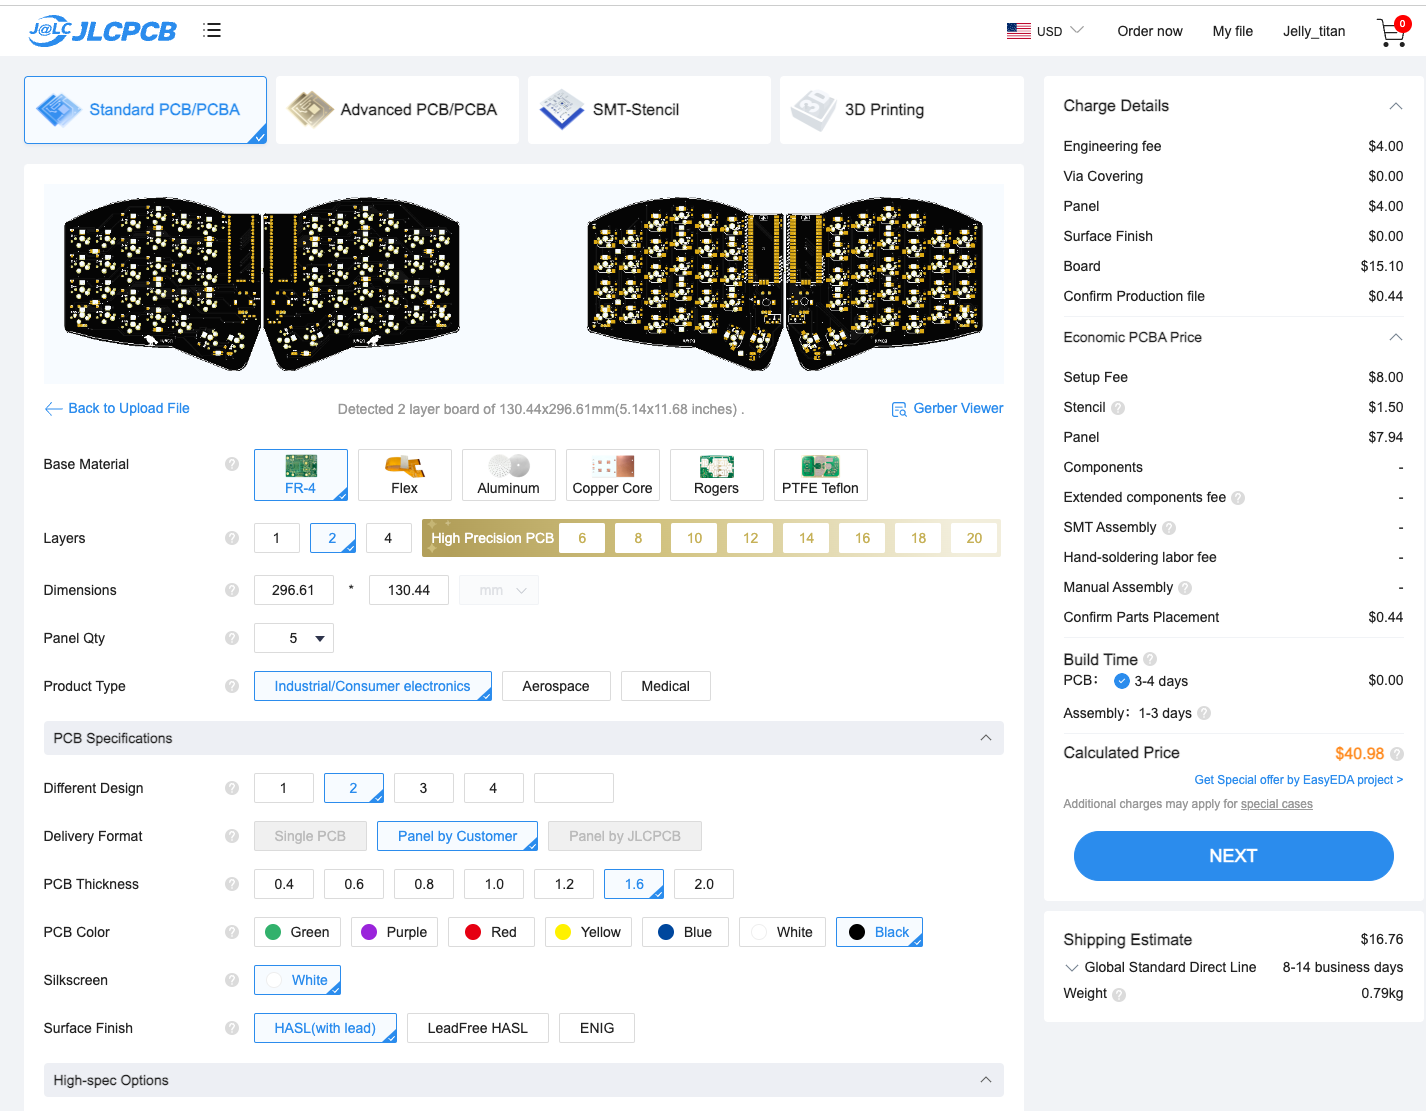 J@LC JLCPCB
USD
Order now
My file
Jelly_titan
0
Standard PCB/PCBA
Advanced PCB/PCBA
SMT-Stencil
3D Printing
Back to Upload File
Detected 2 layer board of 130.44x296.61mm(5.14x11.68 inches) .
Gerber Viewer
Base Material ?
FR-4
Flex
Aluminum
Copper Core
Rogers
PTFE Teflon
Layers ? 1 2 4 High Precision PCB 6 8 10 12 14 16 18 20
Dimensions ? 296.61 * 130.44 mm
Panel Qty ? 5
Product Type ? Industrial/Consumer electronics Aerospace Medical
PCB Specifications
Different Design ? 1 2 3 4
Delivery Format ? Single PCB Panel by Customer Panel by JLCPCB
PCB Thickness ? 0.4 0.6 0.8 1.0 1.2 1.6 2.0
PCB Color ? Green Purple Red Yellow Blue White Black
Silkscreen ? White
Surface Finish ? HASL(with lead) LeadFree HASL ENIG
High-spec Options
Charge Details
Engineering fee $4.00
Via Covering $0.00
Panel $4.00
Surface Finish $0.00
Board $15.10
Confirm Production file $0.44
Economic PCBA Price
Setup Fee $8.00
Stencil ? $1.50
Panel $7.94
Components -
Extended components fee ? -
SMT Assembly ? -
Hand-soldering labor fee -
Manual Assembly ? -
Confirm Parts Placement $0.44
Build Time ?
PCB： 3-4 days $0.00
Assembly： 1-3 days ?
Calculated Price $40.98 ?
Get Special offer by EasyEDA project >
Additional charges may apply for special cases
NEXT
Shipping Estimate $16.76
Global Standard Direct Line 8-14 business days
Weight ? 0.79kg